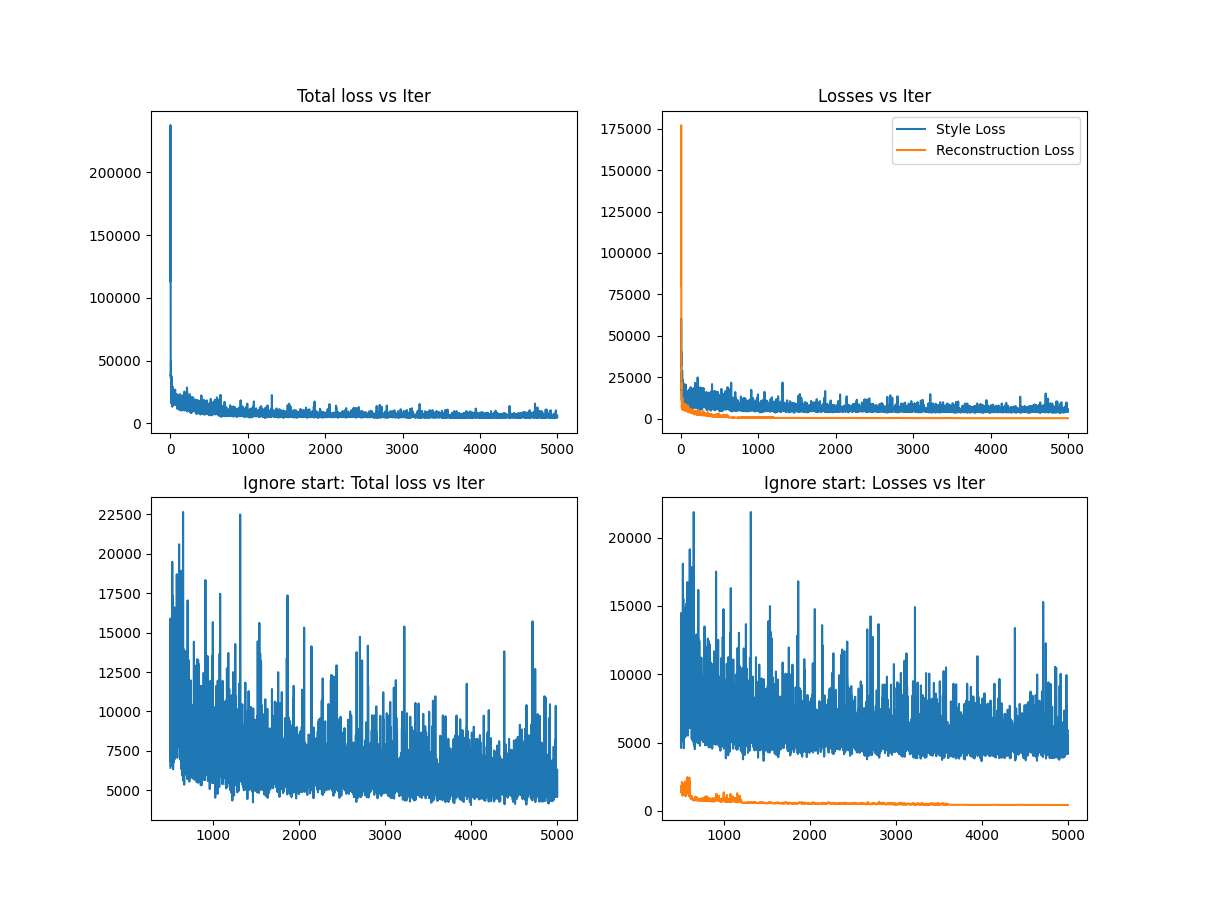 Total loss vs Iter
200000
150000
100000
50000
0
0 1000 2000 3000 4000 5000
Losses vs Iter
Style Loss
Reconstruction Loss
175000
150000
125000
100000
75000
50000
25000
0
0 1000 2000 3000 4000 5000
Ignore start: Total loss vs Iter
22500
20000
17500
15000
12500
10000
7500
5000
1000 2000 3000 4000 5000
Ignore start: Losses vs Iter
20000
15000
10000
5000
0
1000 2000 3000 4000 5000